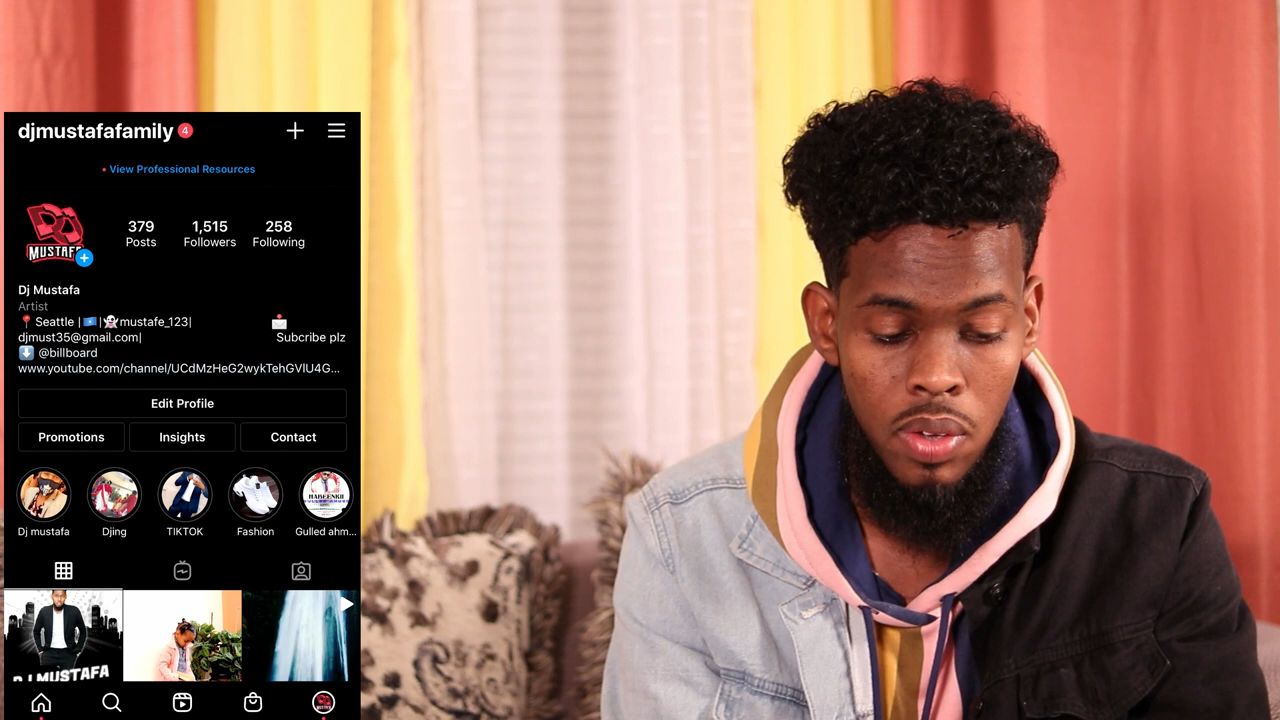 djmustafafamily 4
• View Professional Resources
379 1,515 258
Posts Followers Following
MUSTAFA
Dj Mustafa
Artist
📍 Seattle |🇸🇴|👻mustafe_123| 📩
djmust35@gmail.com| Subcribe plz
⬇️ @billboard
www.youtube.com/channel/UCdMzHeG2wykTehGVIU4G...
Edit Profile
Promotions Insights Contact
HABEENKII
Dj mustafa Djing TIKTOK Fashion Gulled ahm...
DJ MUSTAFA